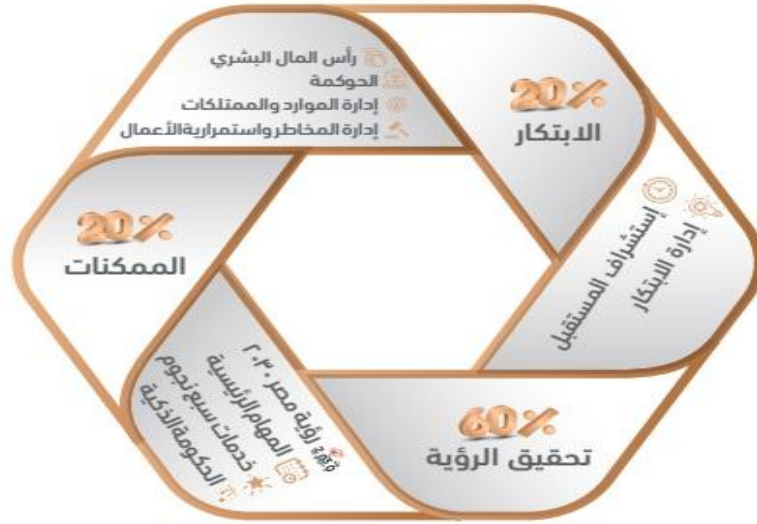 رأس المال البشري
الحوكمة
إدارة الموارد والممتلكات
إدارة المخاطر واستمرارية الأعمال
20%
الابتكار
إستشراف المستقبل
إدارة الابتكار
60%
تحقيق الرؤية
رؤية مصر ٢٠٣٠
المهام الرئيسية
خدمات سبع نجوم
الحكومة الذكية
20%
الممكنات